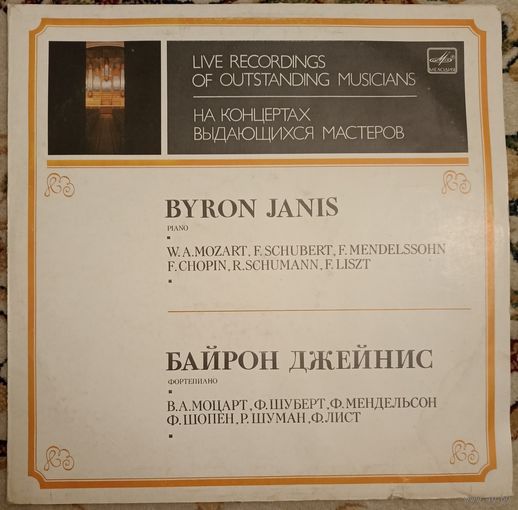 LIVE RECORDINGS
OF OUTSTANDING MUSICIANS
МЕЛОДИЯ
НА КОНЦЕРТАХ
ВЫДАЮЩИХСЯ МАСТЕРОВ
BYRON JANIS
PIANO
W.A.MOZART, F.SCHUBERT, F.MENDELSSOHN
F.CHOPIN, R.SCHUMANN, F.LISZT
БАЙРОН ДЖЕЙНИС
ФОРТЕПИАНО
В.А.МОЦАРТ, Ф.ШУБЕРТ, Ф.МЕНДЕЛЬСОН
Ф.ШОПЕН, Р.ШУМАН, Ф.ЛИСТ